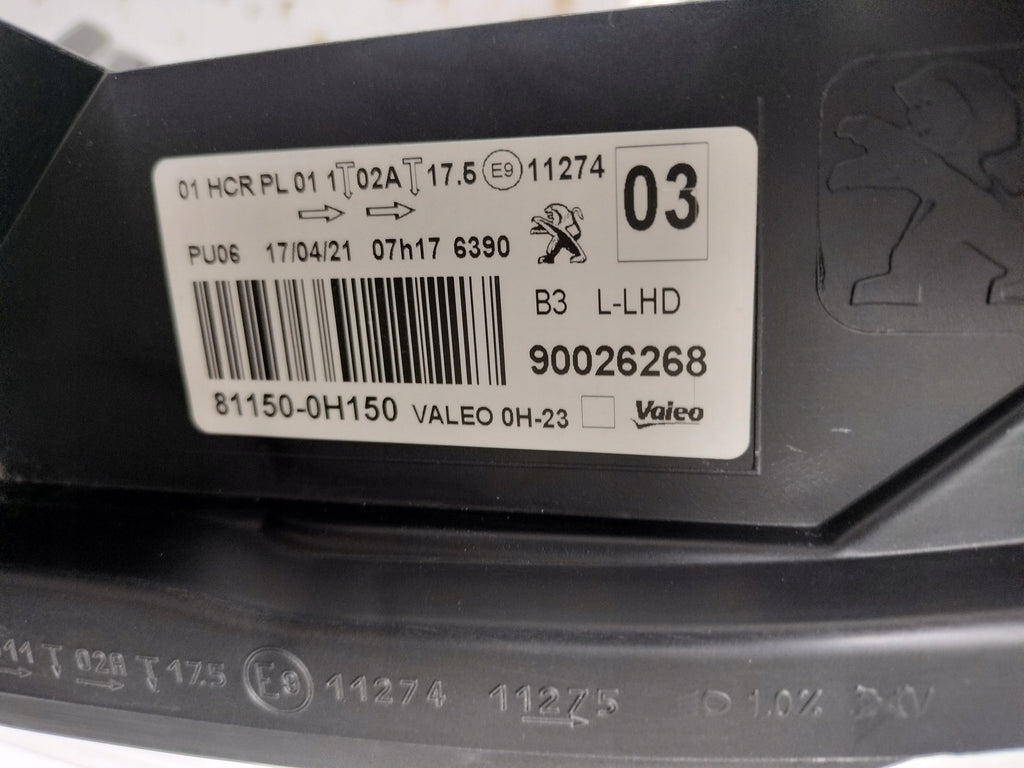 01 HCR PL 01 1 02A 17.5 E9 11274
03
PU06 17/04/21 07h17 6390
B3 L-LHD
90026268
81150-0H150 VALEO 0H-23 Valeo
11 02A 17.5 E9 11274 11275 1.0%